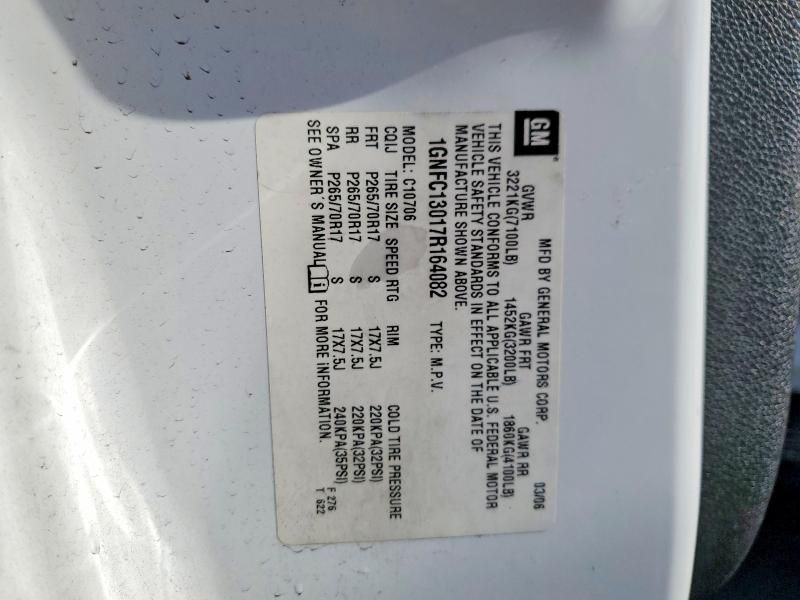 GM® MFD BY GENERAL MOTORS CORP. 03/06
GVWR GAWR FRT GAWR RR
3221KG(7100LB) 1452KG(3200LB) 1860KG(4100LB)
THIS VEHICLE CONFORMS TO ALL APPLICABLE U.S. FEDERAL MOTOR
VEHICLE SAFETY STANDARDS IN EFFECT ON THE DATE OF
MANUFACTURE SHOWN ABOVE.
1GNFC13017R164082 TYPE: M.P.V.
MODEL: C10706
CQIJ TIRE SIZE SPEED RTG RIM COLD TIRE PRESSURE
FRT P265/70R17 S 17X7.5J 220KPA(32PSI)
RR P265/70R17 S 17X7.5J 220KPA(32PSI)
SPA P265/70R17 S 17X7.5J 240KPA(35PSI)
SEE OWNER'S MANUAL i FOR MORE INFORMATION.
F 276
T 622